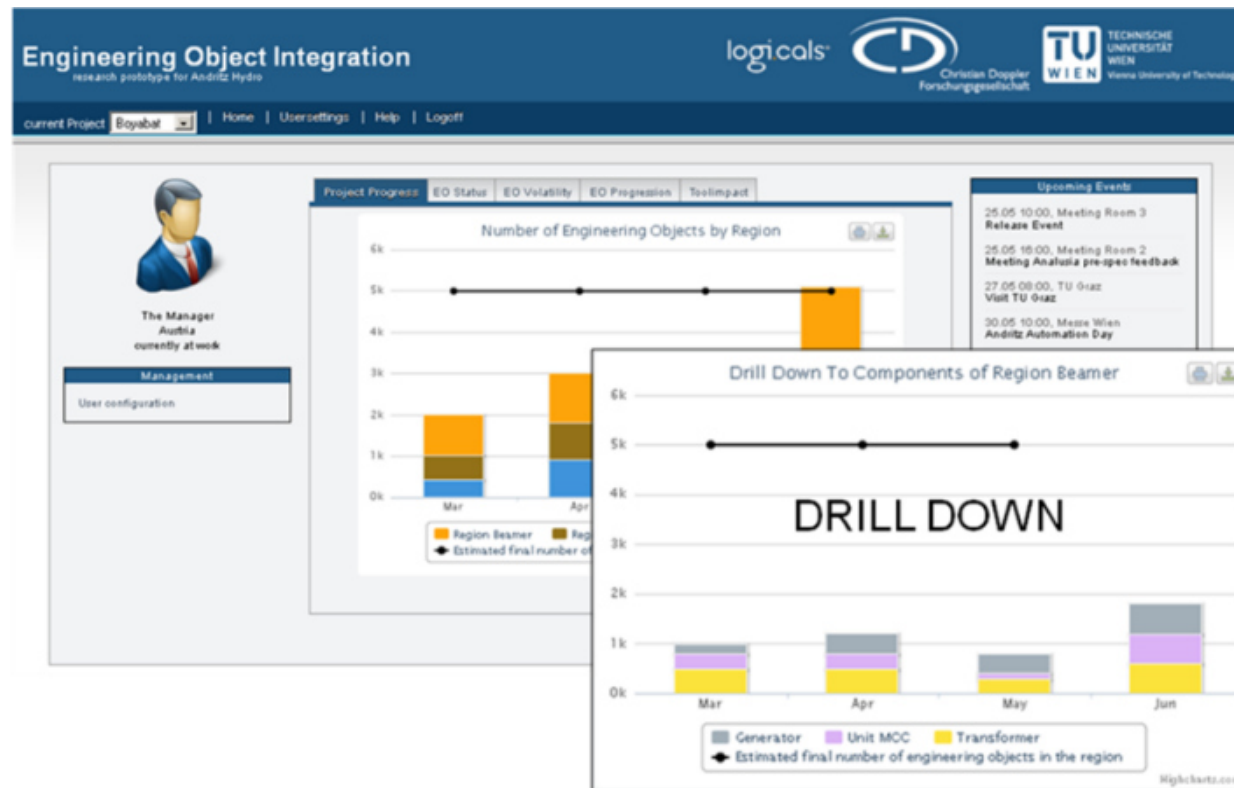 Engineering Object Integration
research prototype for Andritz Hydro
logi.cals
Christian Doppler
Forschungsgesellschaft
TU
WIEN
TECHNISCHE
UNIVERSITÄT
WIEN
Vienna University of Technolog
current Project Boyabat | Home | Usersettings | Help | Logoff
The Manager
Austria
currently at work
Management
User configuration
Project Progress EO Status EO Volatility EO Progression Toolimpact
Number of Engineering Objects by Region
6k
5k
4k
3k
2k
1k
0k
Mar Apr
Region Beamer Reg
Estimated final number of
Upcoming Events
25.05 10:00, Meeting Room 3
Release Event
25.05 16:00, Meeting Room 2
Meeting Analusia pre-spec feedback
27.05 08:00, TU Graz
Visit TU Graz
30.05 10:00, Messe Wien
Andritz Automation Day
Drill Down To Components of Region Beamer
6k
5k
4k
DRILL DOWN
3k
2k
1k
0k
Mar Apr May Jun
Generator Unit MCC Transformer
Estimated final number of engineering objects in the region
Highcharts.co